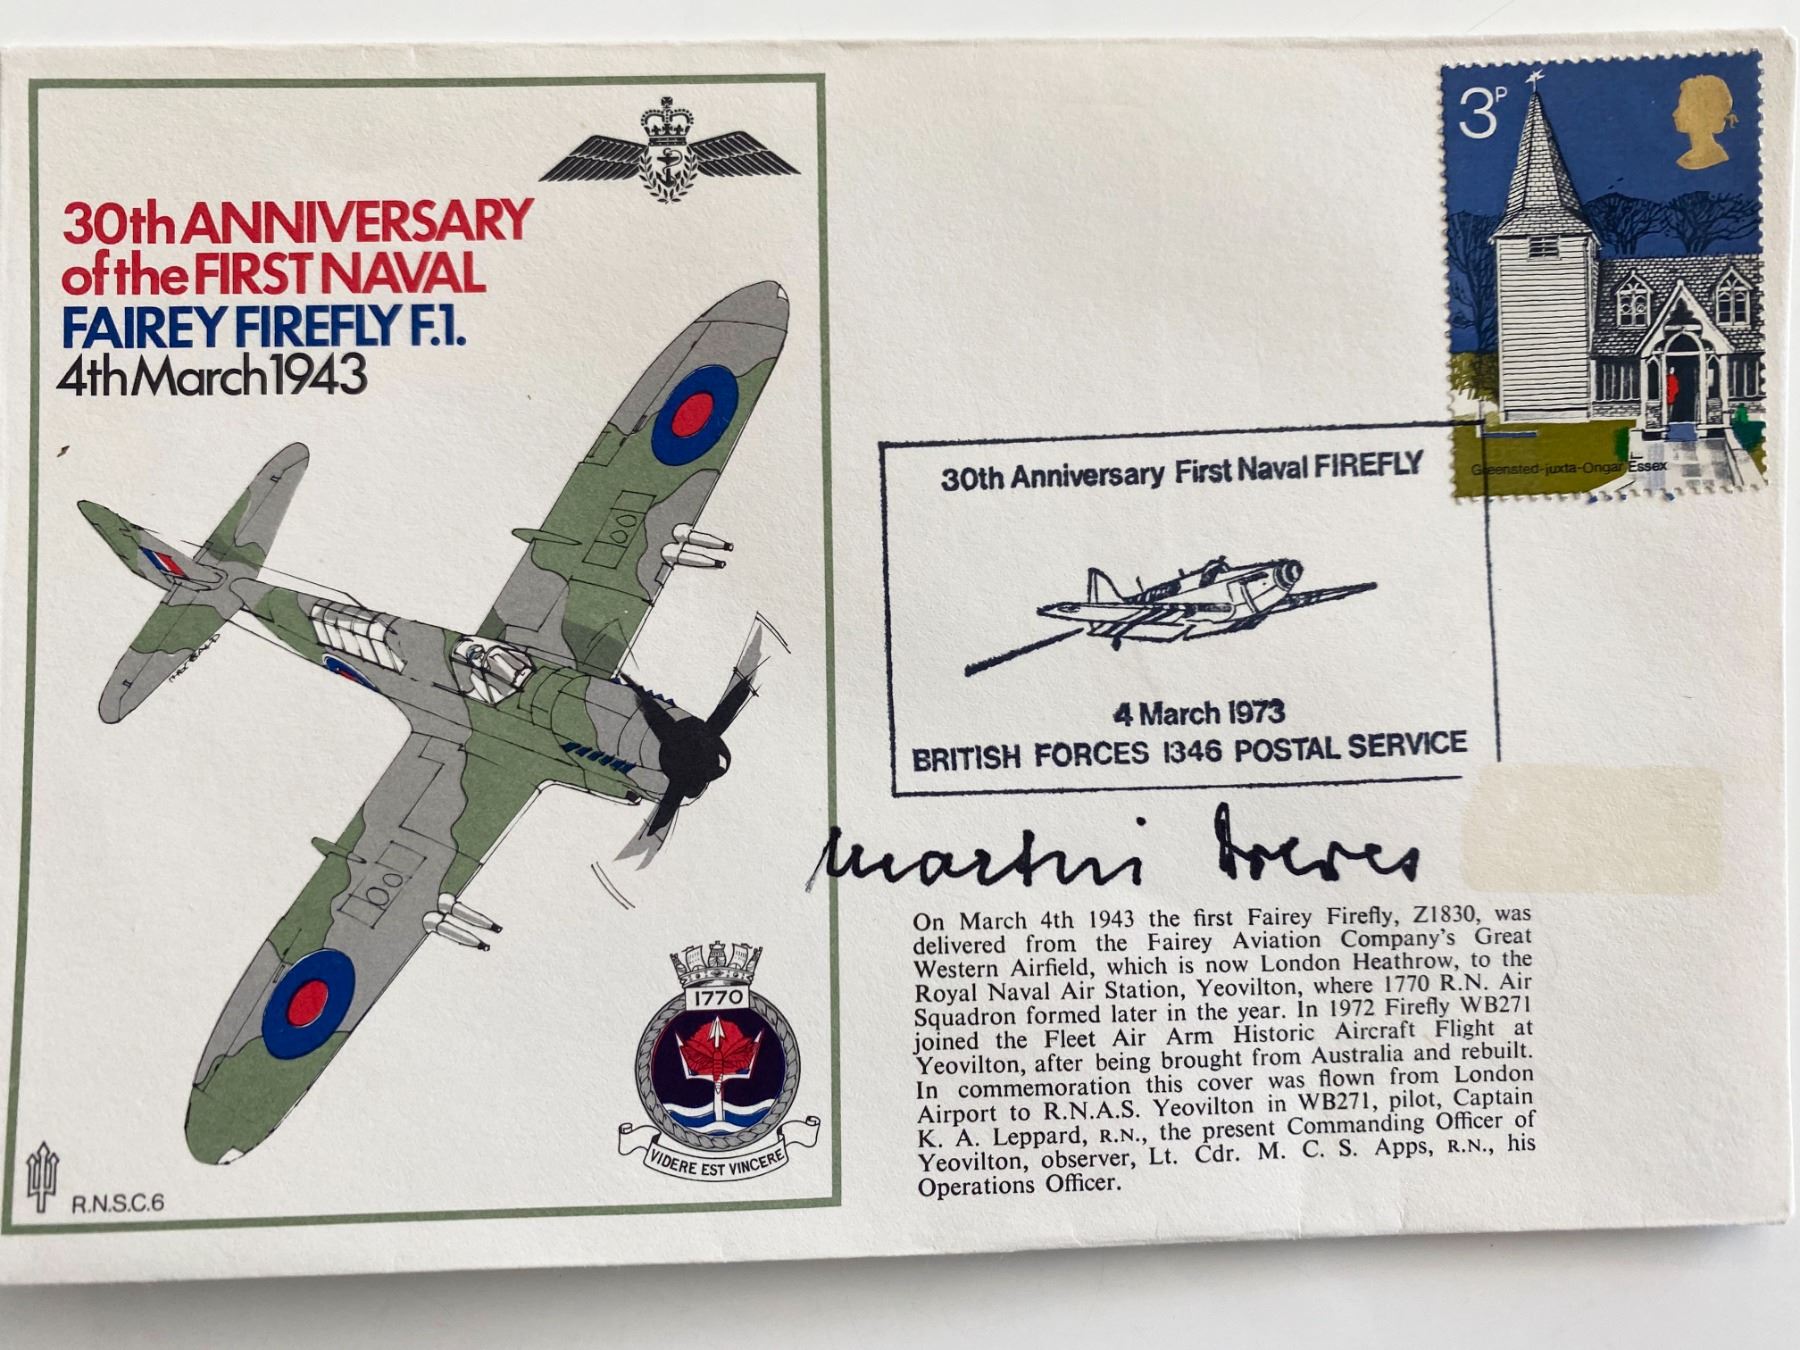 30th ANNIVERSARY
of the FIRST NAVAL
FAIREY FIREFLY F.1.
4th March 1943
1770
VIDERE EST VINCERE
R.N.S.C.6
3P
Greensted-juxta-Ongar Essex
30th Anniversary First Naval FIREFLY
4 March 1973
BRITISH FORCES 1346 POSTAL SERVICE
Martin Drewes
On March 4th 1943 the first Fairey Firefly, Z1830, was
delivered from the Fairey Aviation Company's Great
Western Airfield, which is now London Heathrow, to the
Royal Naval Air Station, Yeovilton, where 1770 R.N. Air
Squadron formed later in the year. In 1972 Firefly WB271
joined the Fleet Air Arm Historic Aircraft Flight at
Yeovilton, after being brought from Australia and rebuilt.
In commemoration this cover was flown from London
Airport to R.N.A.S. Yeovilton in WB271, pilot, Captain
K. A. Leppard, R.N., the present Commanding Officer of
Yeovilton, observer, Lt. Cdr. M. C. S. Apps, R.N., his
Operations Officer.